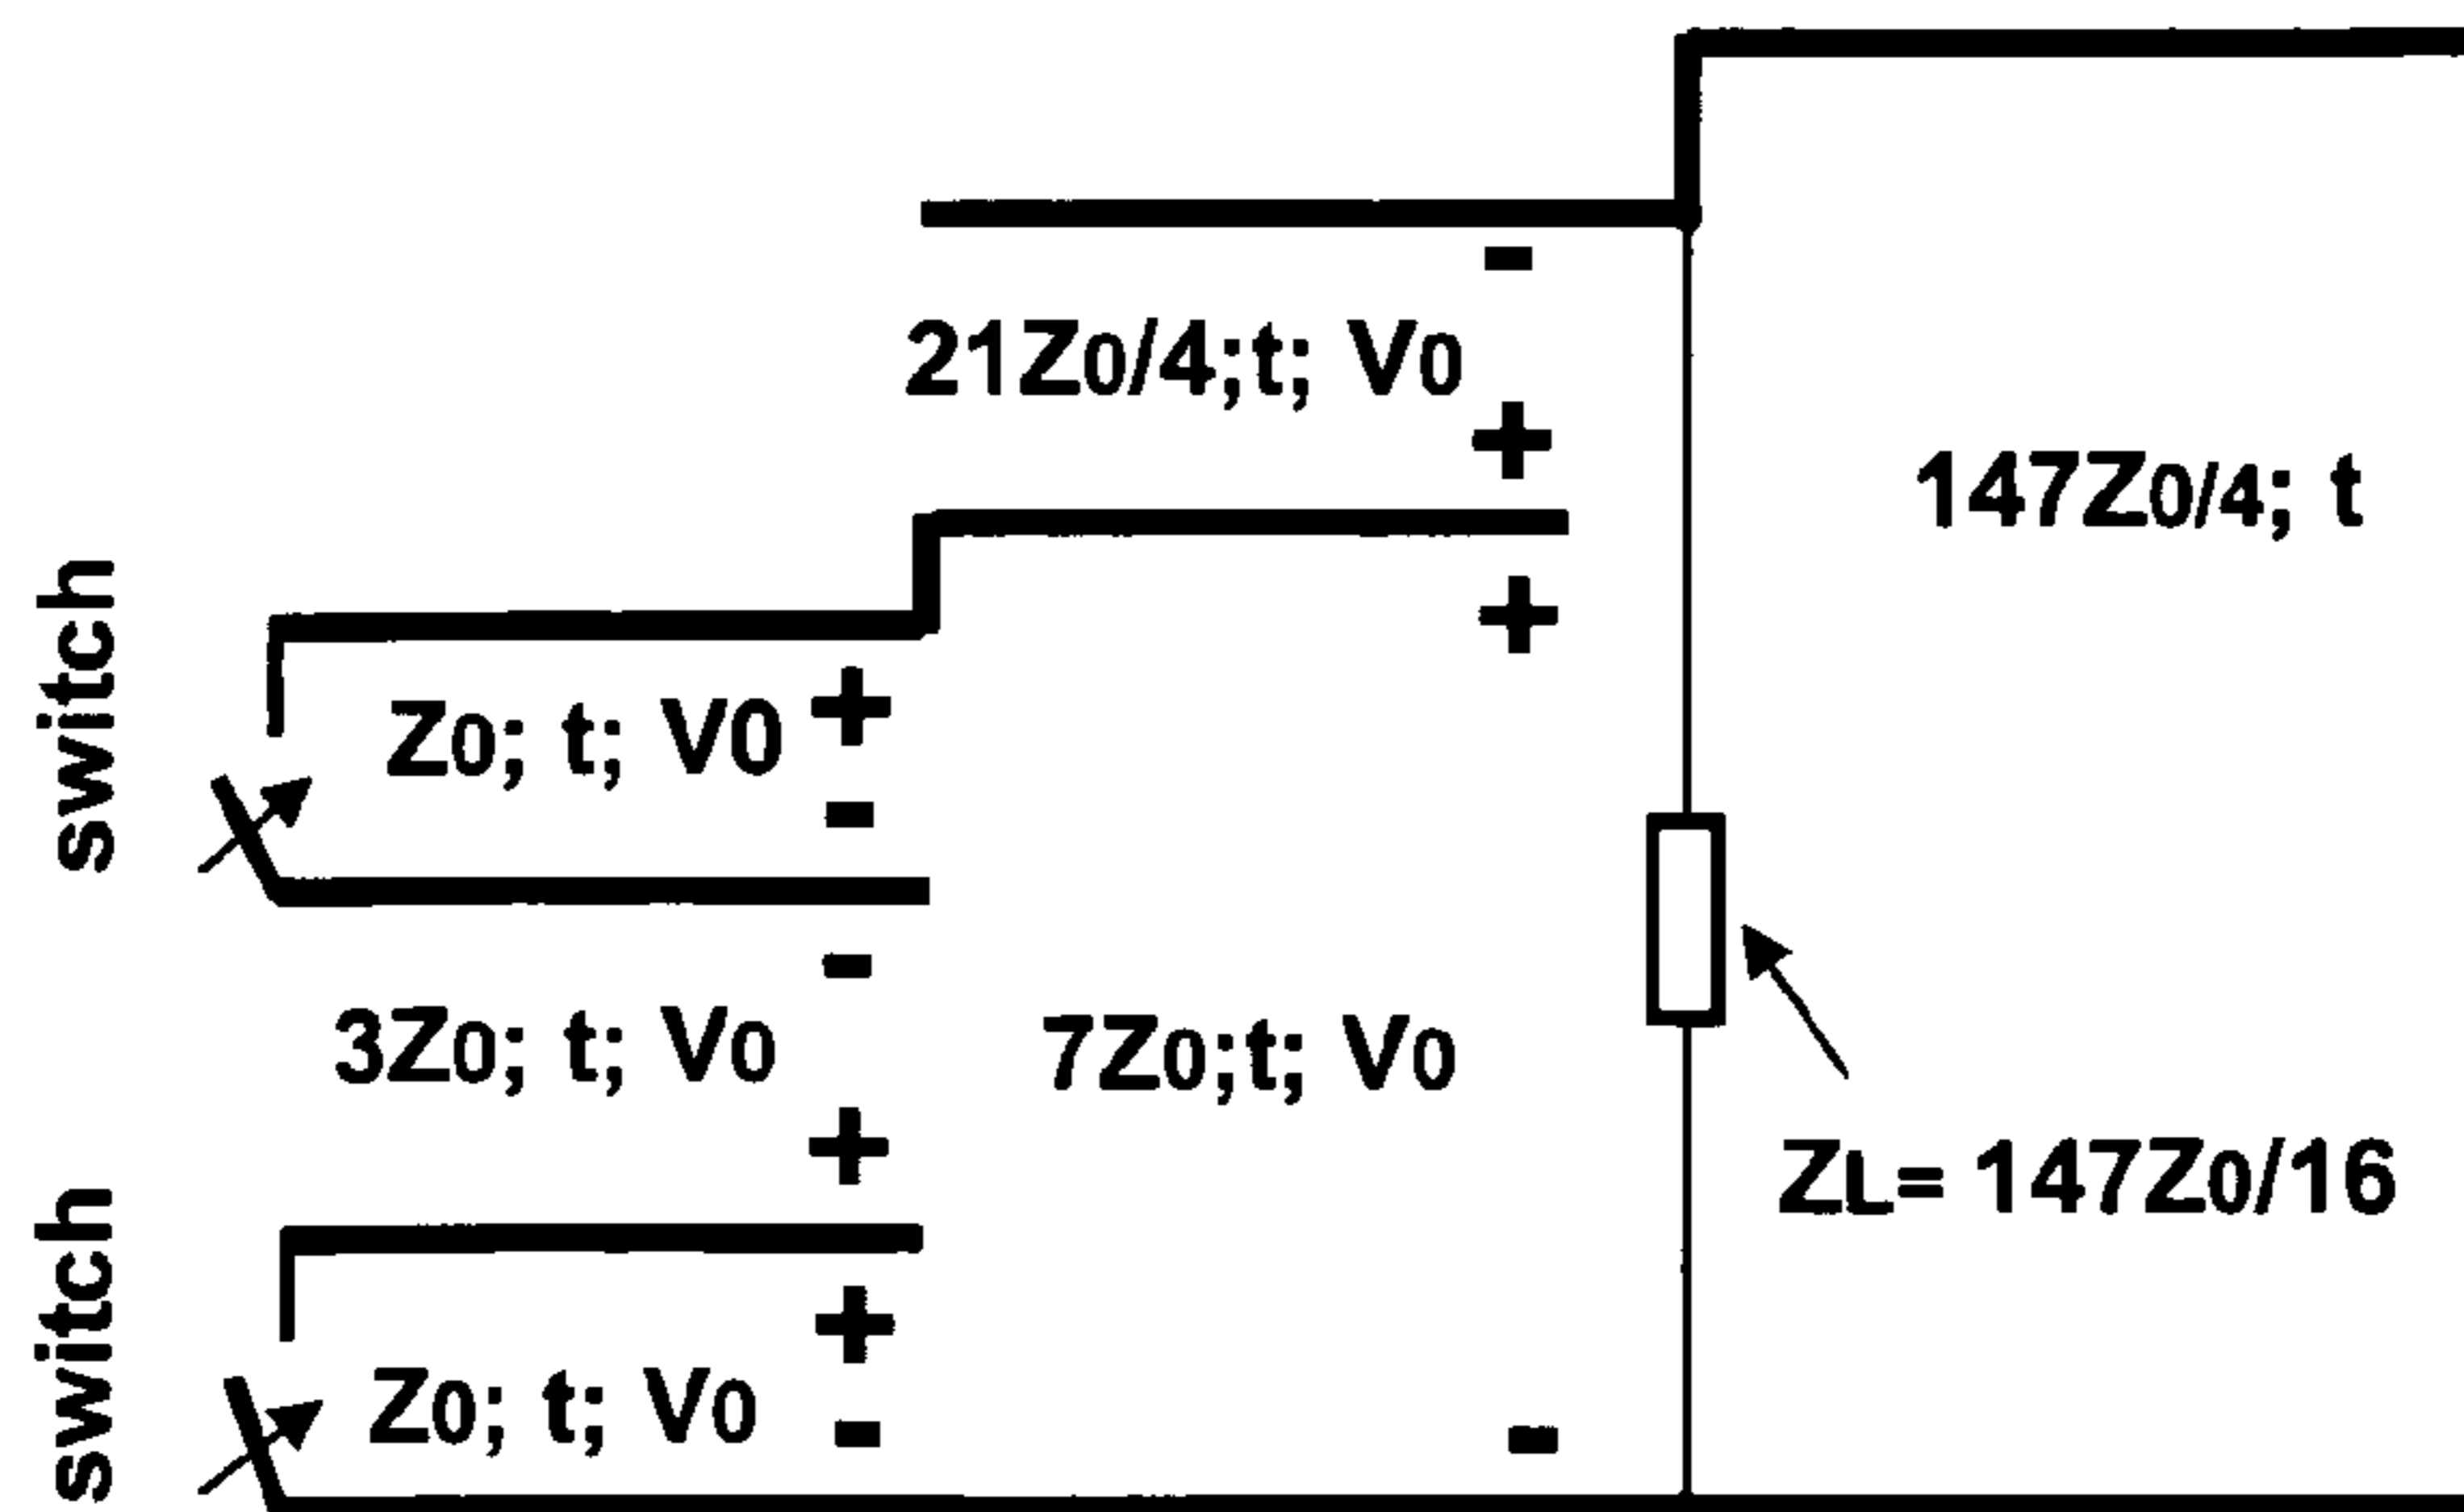 21Z0/4;t; V0
147Z0/4; t
switch
Z0; t; V0
+
-
-
+
+
-
3Z0; t; V0
-
+
7Z0;t; V0
ZL= 147Z0/16
switch
Z0; t; V0
+
-
-